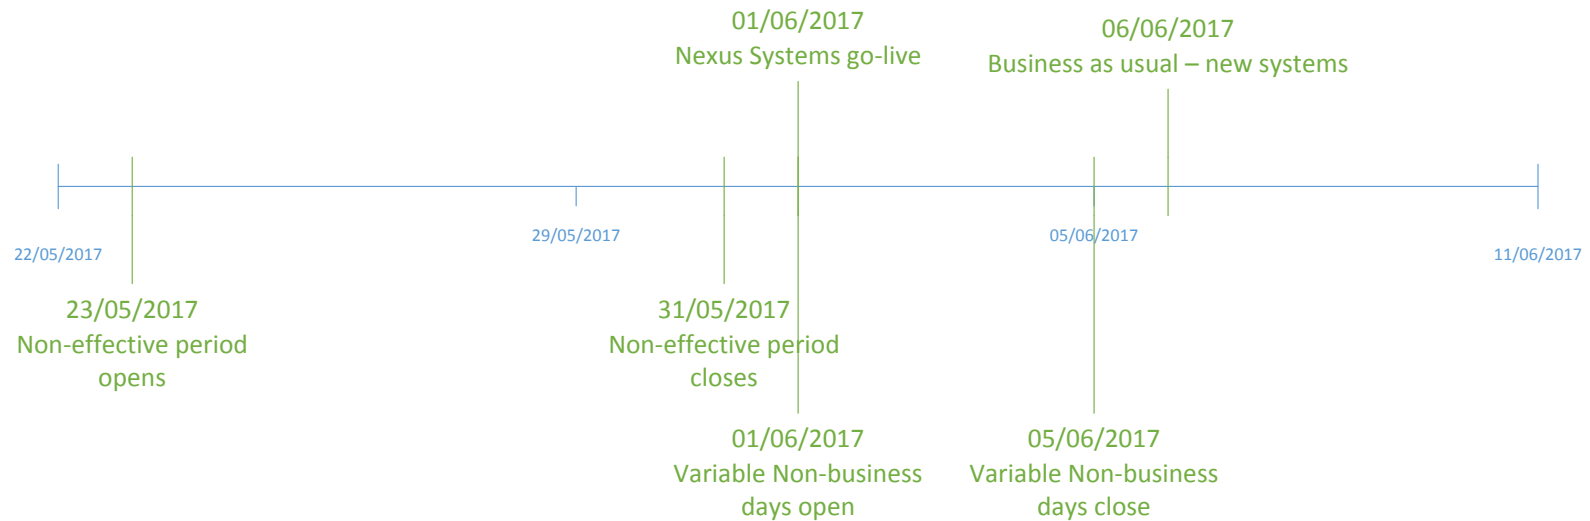 01/06/2017
Nexus Systems go-live
06/06/2017
Business as usual – new systems
22/05/2017
29/05/2017
05/06/2017
11/06/2017
23/05/2017
Non-effective period
opens
31/05/2017
Non-effective period
closes
01/06/2017
Variable Non-business
days open
05/06/2017
Variable Non-business
days close